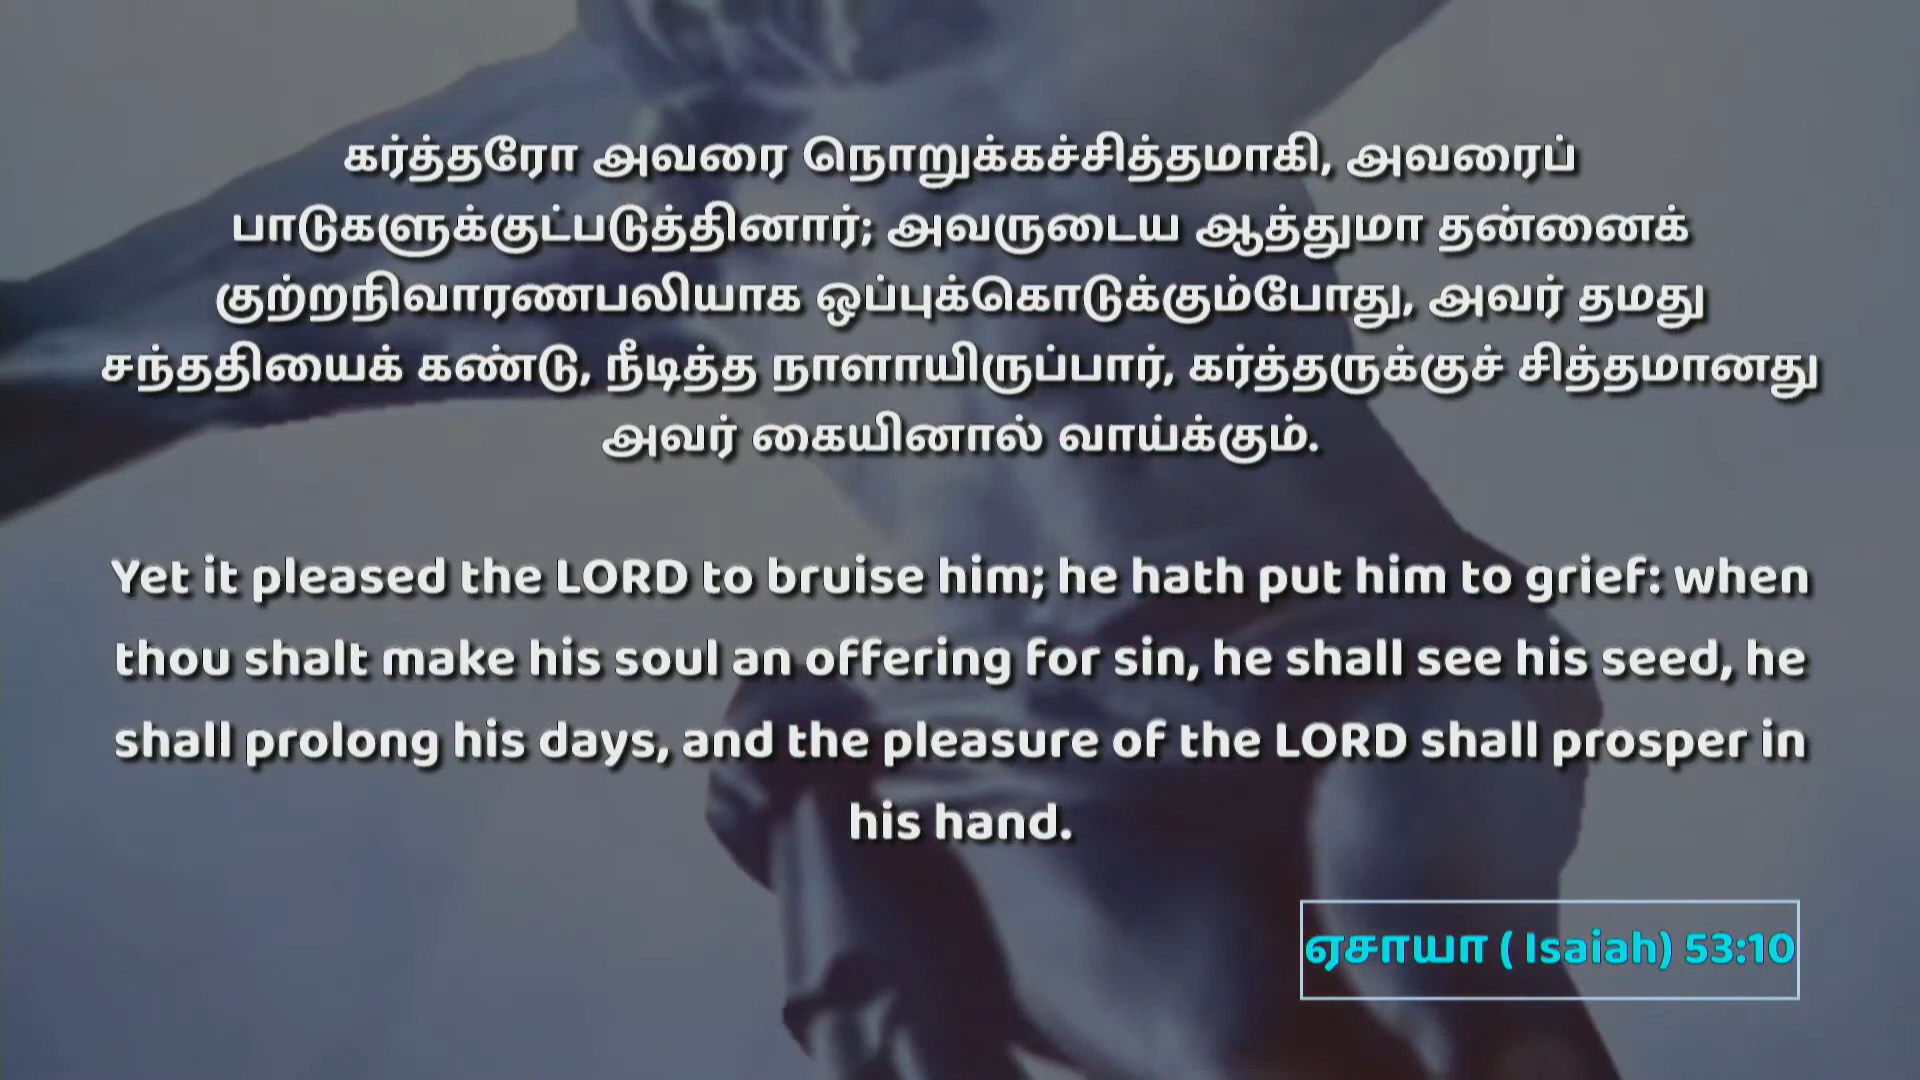 கர்த்தரோ அவரை நொறுக்கச்சித்தமாகி, அவரைப்
பாடுகளுக்குட்படுத்தினார்; அவருடைய ஆத்துமா தன்னைக்
குற்றநிவாரணபலியாக ஒப்புக்கொடுக்கும்போது, அவர் தமது
சந்ததியைக் கண்டு, நீடித்த நாளாயிருப்பார், கர்த்தருக்குச் சித்தமானது
அவர் கையினால் வாய்க்கும்.
Yet it pleased the LORD to bruise him; he hath put him to grief: when
thou shalt make his soul an offering for sin, he shall see his seed, he
shall prolong his days, and the pleasure of the LORD shall prosper in
his hand.
ஏசாயா ( Isaiah) 53:10